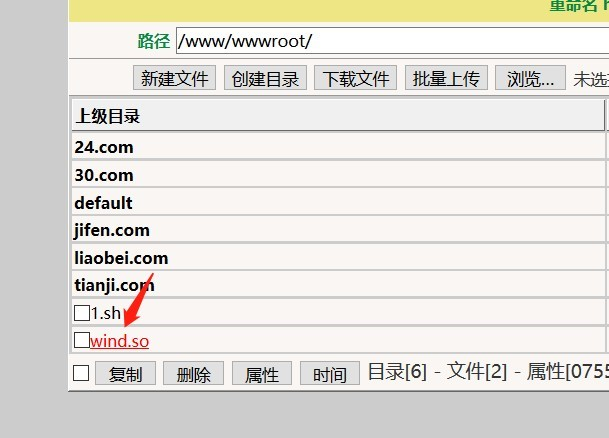 重命名
路径 /www/wwwroot/
新建文件 创建目录 下载文件 批量上传 浏览... 未选
上级目录
24.com
30.com
default
jifen.com
liaobei.com
tianji.com
1.sh
wind.so
复制 删除 属性 时间 目录[6] - 文件[2] - 属性[0755